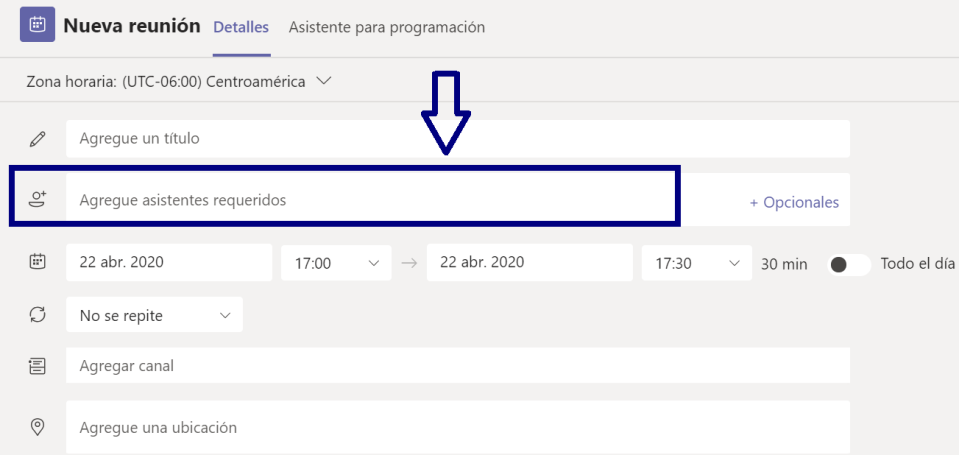 Nueva reunión Detalles Asistente para programación
Zona horaria: (UTC-06:00) Centroamérica
Agregue un título
Agregue asistentes requeridos + Opcionales
22 abr. 2020 17:00 → 22 abr. 2020 17:30 30 min Todo el día
No se repite
Agregar canal
Agregue una ubicación